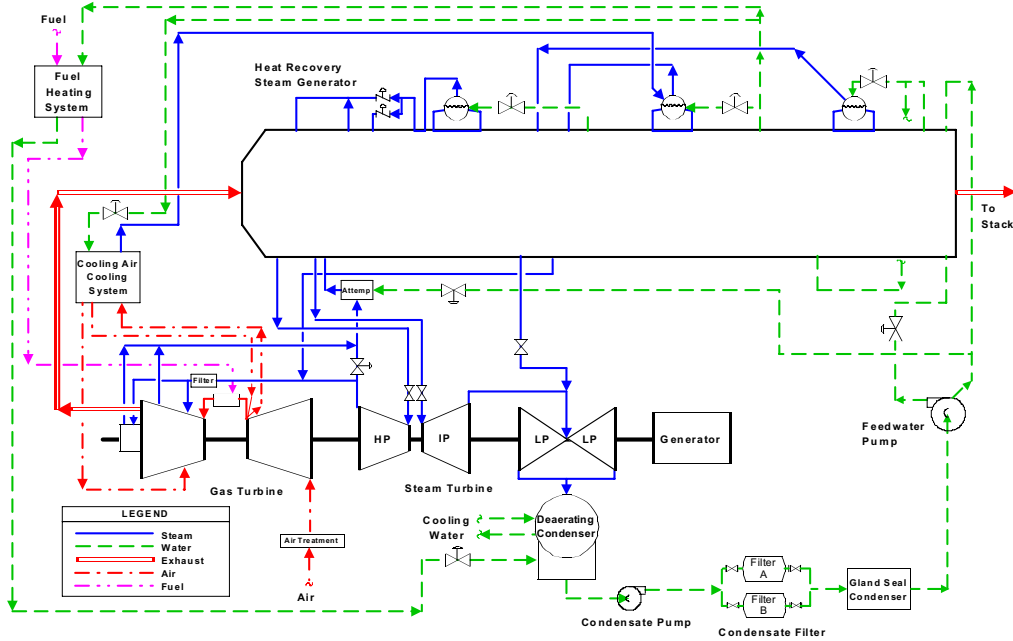 Fuel
Fuel
Heating
System
Heat Recovery
Steam Generator
To
Stack
Cooling Air
Cooling
System
Attemp
Filter
HP
IP
LP
LP
Generator
Feedwater
Pump
Gas Turbine
Steam Turbine
LEGEND
Steam
Water
Exhaust
Air
Fuel
Air Treatment
Air
Cooling
Water
Deaerating
Condenser
Condensate Pump
Filter
A
Filter
B
Condensate Filter
Gland Seal
Condenser